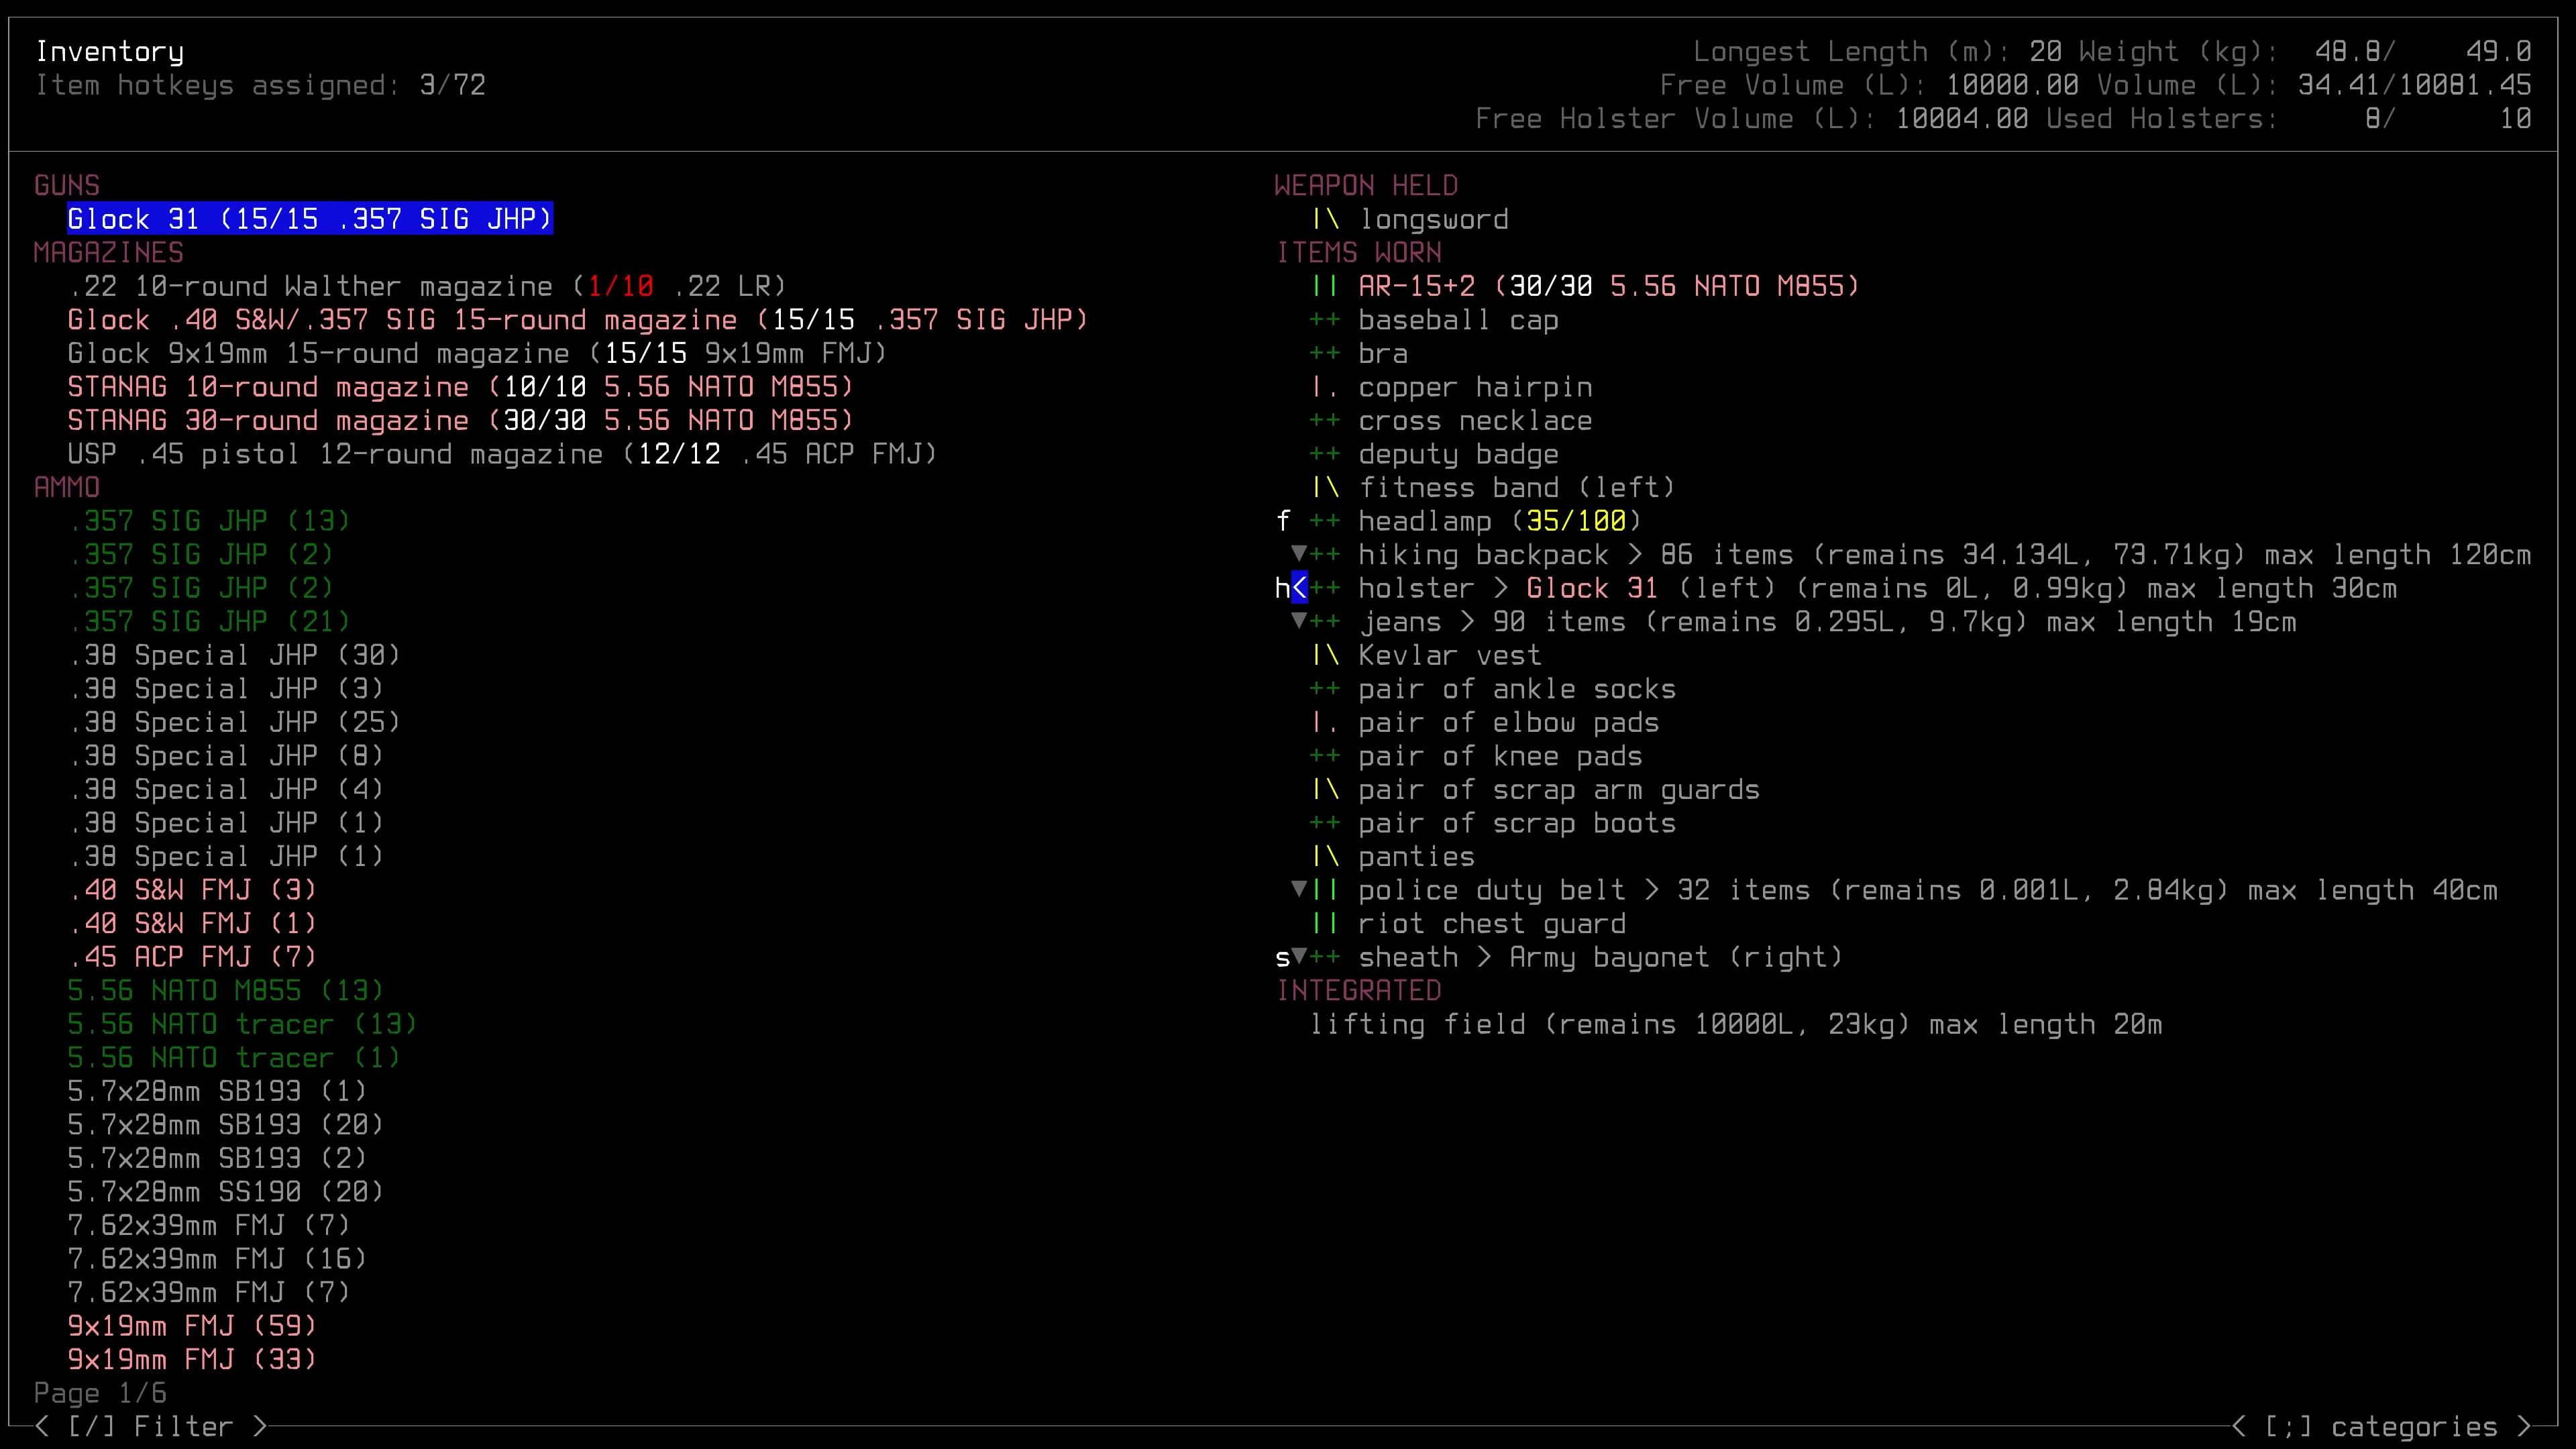 Inventory
Item hotkeys assigned: 3/72
Longest Length (m): 20 Weight (kg): 48.8/ 49.0
Free Volume (L): 10000.00 Volume (L): 34.41/10081.45
Free Holster Volume (L): 10004.00 Used Holsters: 8/ 10
GUNS
Glock 31 (15/15 .357 SIG JHP)
MAGAZINES
.22 10-round Walther magazine (1/10 .22 LR)
Glock .40 S&W/.357 SIG 15-round magazine (15/15 .357 SIG JHP)
Glock 9x19mm 15-round magazine (15/15 9x19mm FMJ)
STANAG 10-round magazine (10/10 5.56 NATO M855)
STANAG 30-round magazine (30/30 5.56 NATO M855)
USP .45 pistol 12-round magazine (12/12 .45 ACP FMJ)
AMMO
.357 SIG JHP (13)
.357 SIG JHP (2)
.357 SIG JHP (2)
.357 SIG JHP (21)
.38 Special JHP (30)
.38 Special JHP (3)
.38 Special JHP (25)
.38 Special JHP (8)
.38 Special JHP (4)
.38 Special JHP (1)
.38 Special JHP (1)
.40 S&W FMJ (3)
.40 S&W FMJ (1)
.45 ACP FMJ (7)
5.56 NATO M855 (13)
5.56 NATO tracer (13)
5.56 NATO tracer (1)
5.7x28mm SB193 (1)
5.7x28mm SB193 (20)
5.7x28mm SB193 (2)
5.7x28mm SS190 (20)
7.62x39mm FMJ (7)
7.62x39mm FMJ (16)
7.62x39mm FMJ (7)
9x19mm FMJ (59)
9x19mm FMJ (33)
Page 1/6
< [/] Filter >
WEAPON HELD
|\ longsword
ITEMS WORN
|| AR-15+2 (30/30 5.56 NATO M855)
++ baseball cap
++ bra
|. copper hairpin
++ cross necklace
++ deputy badge
|\ fitness band (left)
f ++ headlamp (35/100)
▼++ hiking backpack > 86 items (remains 34.134L, 73.71kg) max length 120cm
h<++ holster > Glock 31 (left) (remains 0L, 0.99kg) max length 30cm
▼++ jeans > 90 items (remains 0.295L, 9.7kg) max length 19cm
|\ Kevlar vest
++ pair of ankle socks
|. pair of elbow pads
++ pair of knee pads
|\ pair of scrap arm guards
++ pair of scrap boots
|\ panties
▼|| police duty belt > 32 items (remains 0.001L, 2.84kg) max length 40cm
|| riot chest guard
s▼++ sheath > Army bayonet (right)
INTEGRATED
lifting field (remains 10000L, 23kg) max length 20m
< [;] categories >